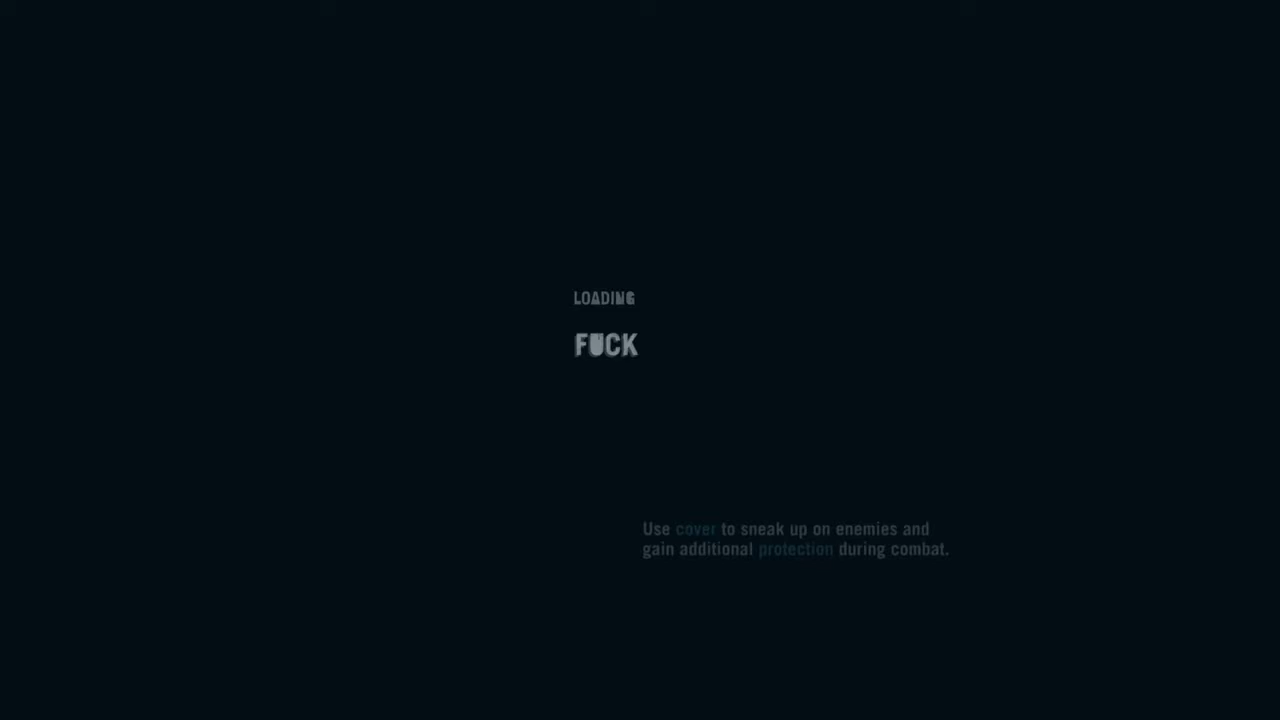 LOADING
FUCK
Use cover to sneak up on enemies and
gain additional protection during combat.